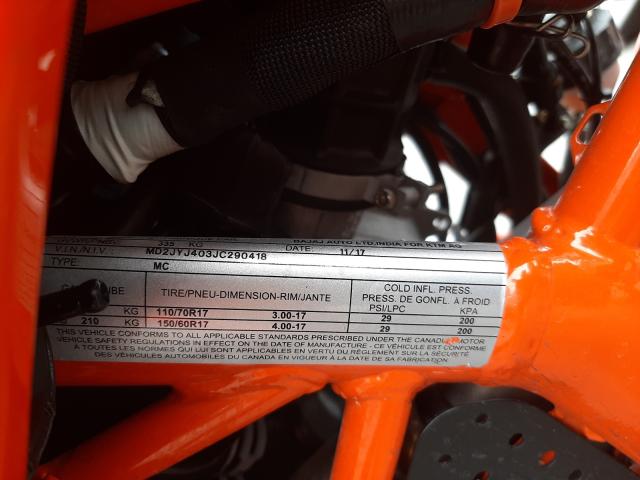 335 KG BAJAJ AUTO LTD.INDIA FOR KTM AG
V.I.N/N.I.V.: MD2JYJ403JC290418 DATE: 11/17
TYPE: MC
TIRE/PNEU-DIMENSION-RIM/JANTE COLD INFL. PRESS.
PRESS. DE GONFL. À FROID
PSI/LPC KPA
KG 110/70R17 3.00-17 29 200
210 KG 150/60R17 4.00-17 29 200
THIS VEHICLE CONFORMS TO ALL APPLICABLE STANDARDS PRESCRIBED UNDER THE CANADIAN MOTOR
VEHICLE SAFETY REGULATIONS IN EFFECT ON THE DATE OF MANUFACTURE - CE VÉHICULE EST CONFORME
À TOUTES LES NORMES QUI LUI SONT APPLICABLES EN VERTU DU RÈGLEMENT SUR LA SÉCURITÉ
DES VÉHICULES AUTOMOBILES DU CANADA EN VIGUEUR À LA DATE DE SA FABRICATION.